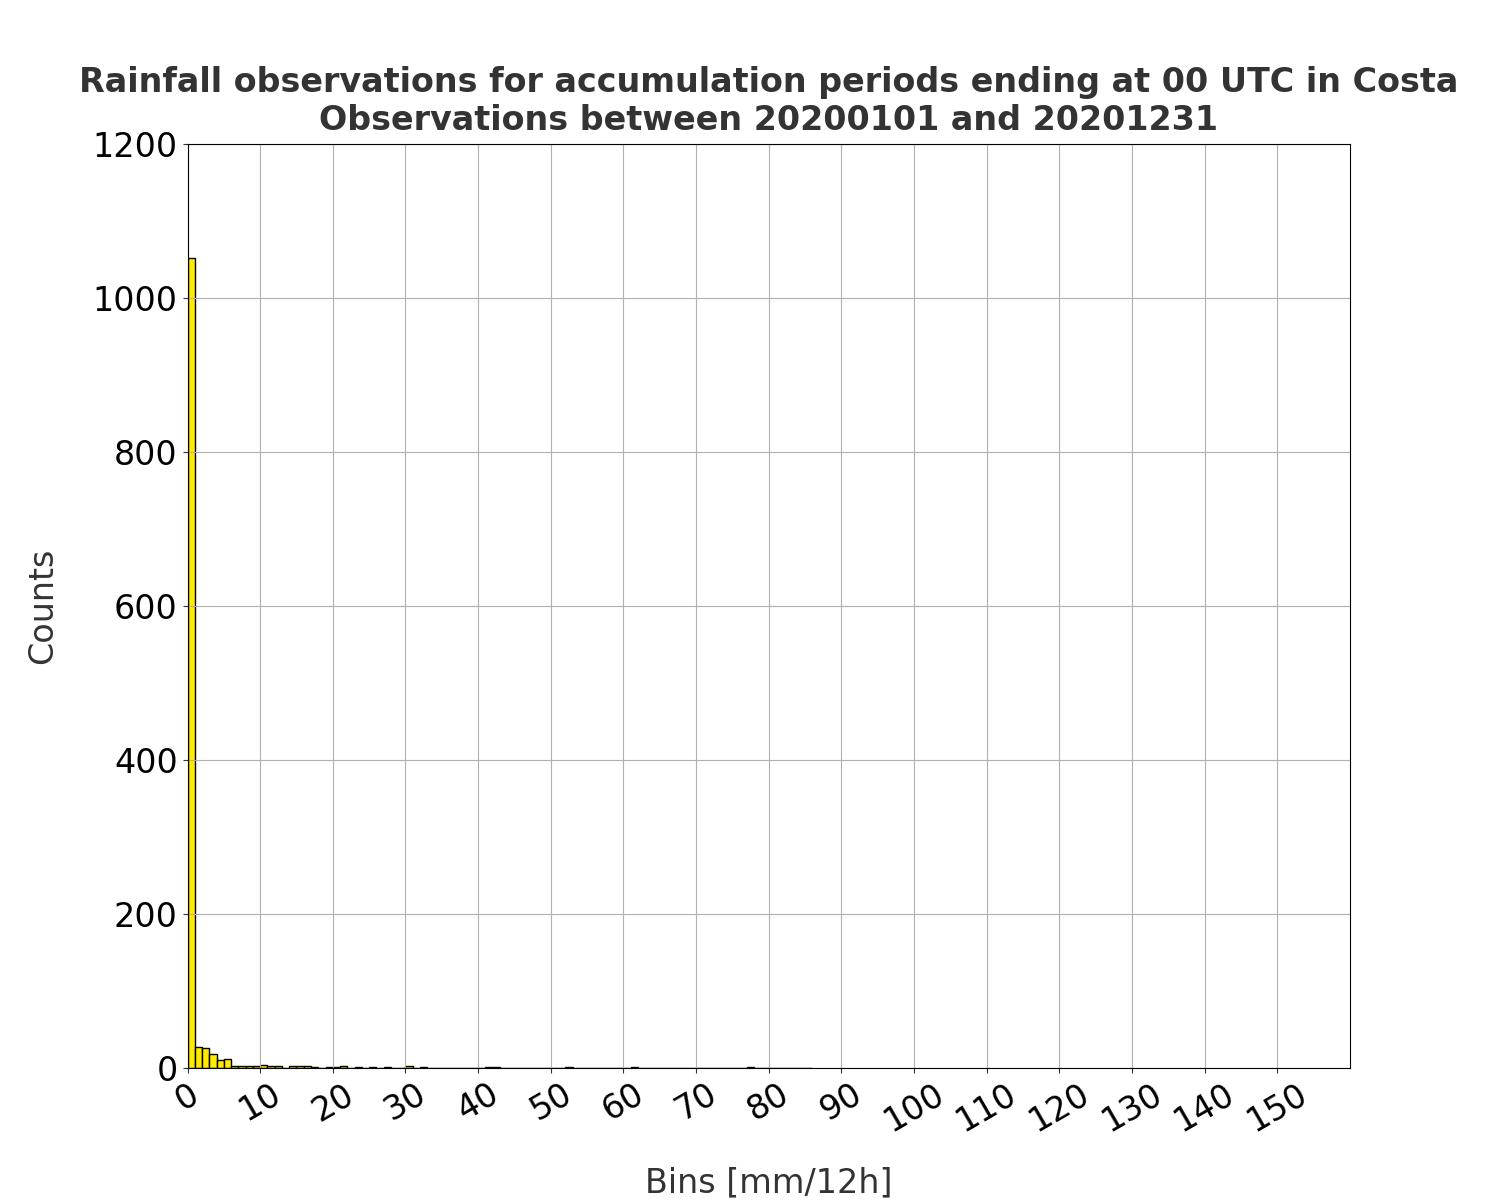 Rainfall observations for accumulation periods ending at 00 UTC in Costa
Observations between 20200101 and 20201231
1200
1000
800
600
400
200
0
Counts
0 10 20 30 40 50 60 70 80 90 100 110 120 130 140 150
Bins [mm/12h]